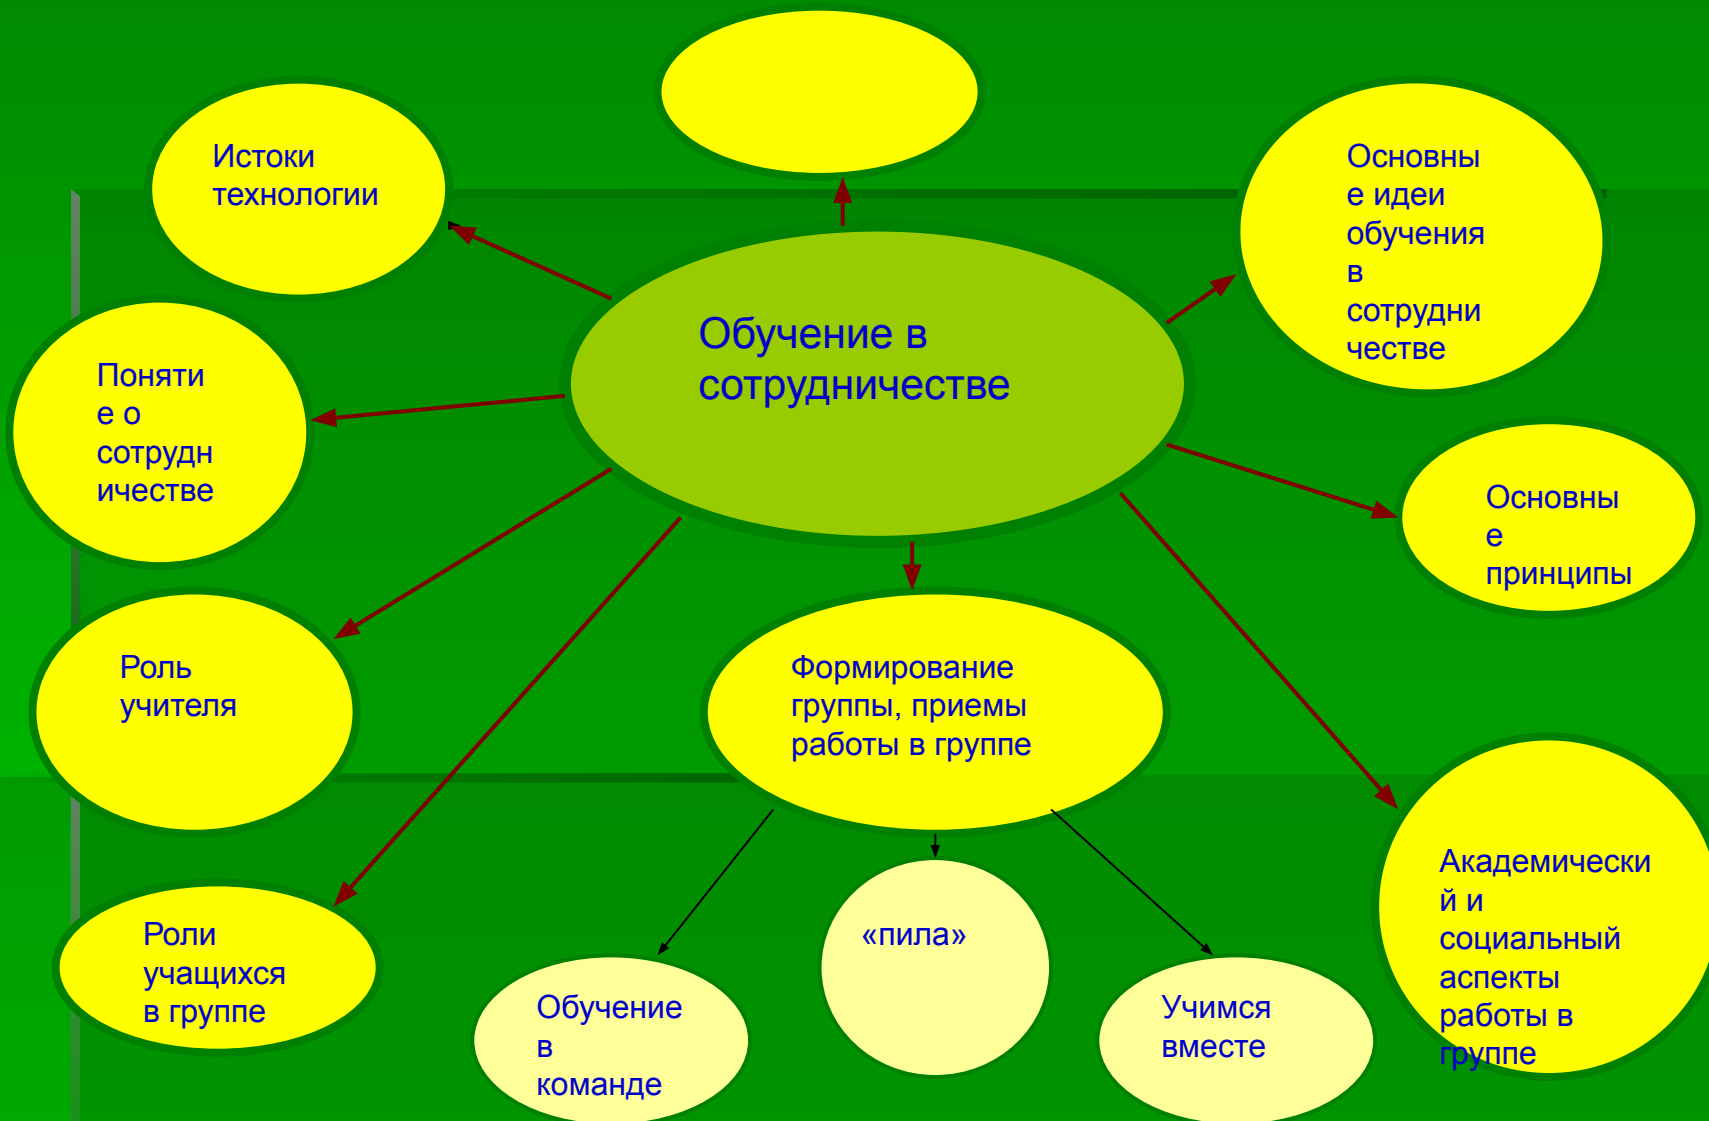 Истоки
технологии
Основны
е идеи
обучения
в
сотрудни
честве
Обучение в
сотрудничестве
Поняти
е о
сотрудн
ичестве
Основны
е
принципы
Роль
учителя
Формирование
группы, приемы
работы в группе
Академически
й и
социальный
аспекты
работы в
группе
Роли
учащихся
в группе
«пила»
Обучение
в
команде
Учимся
вместе